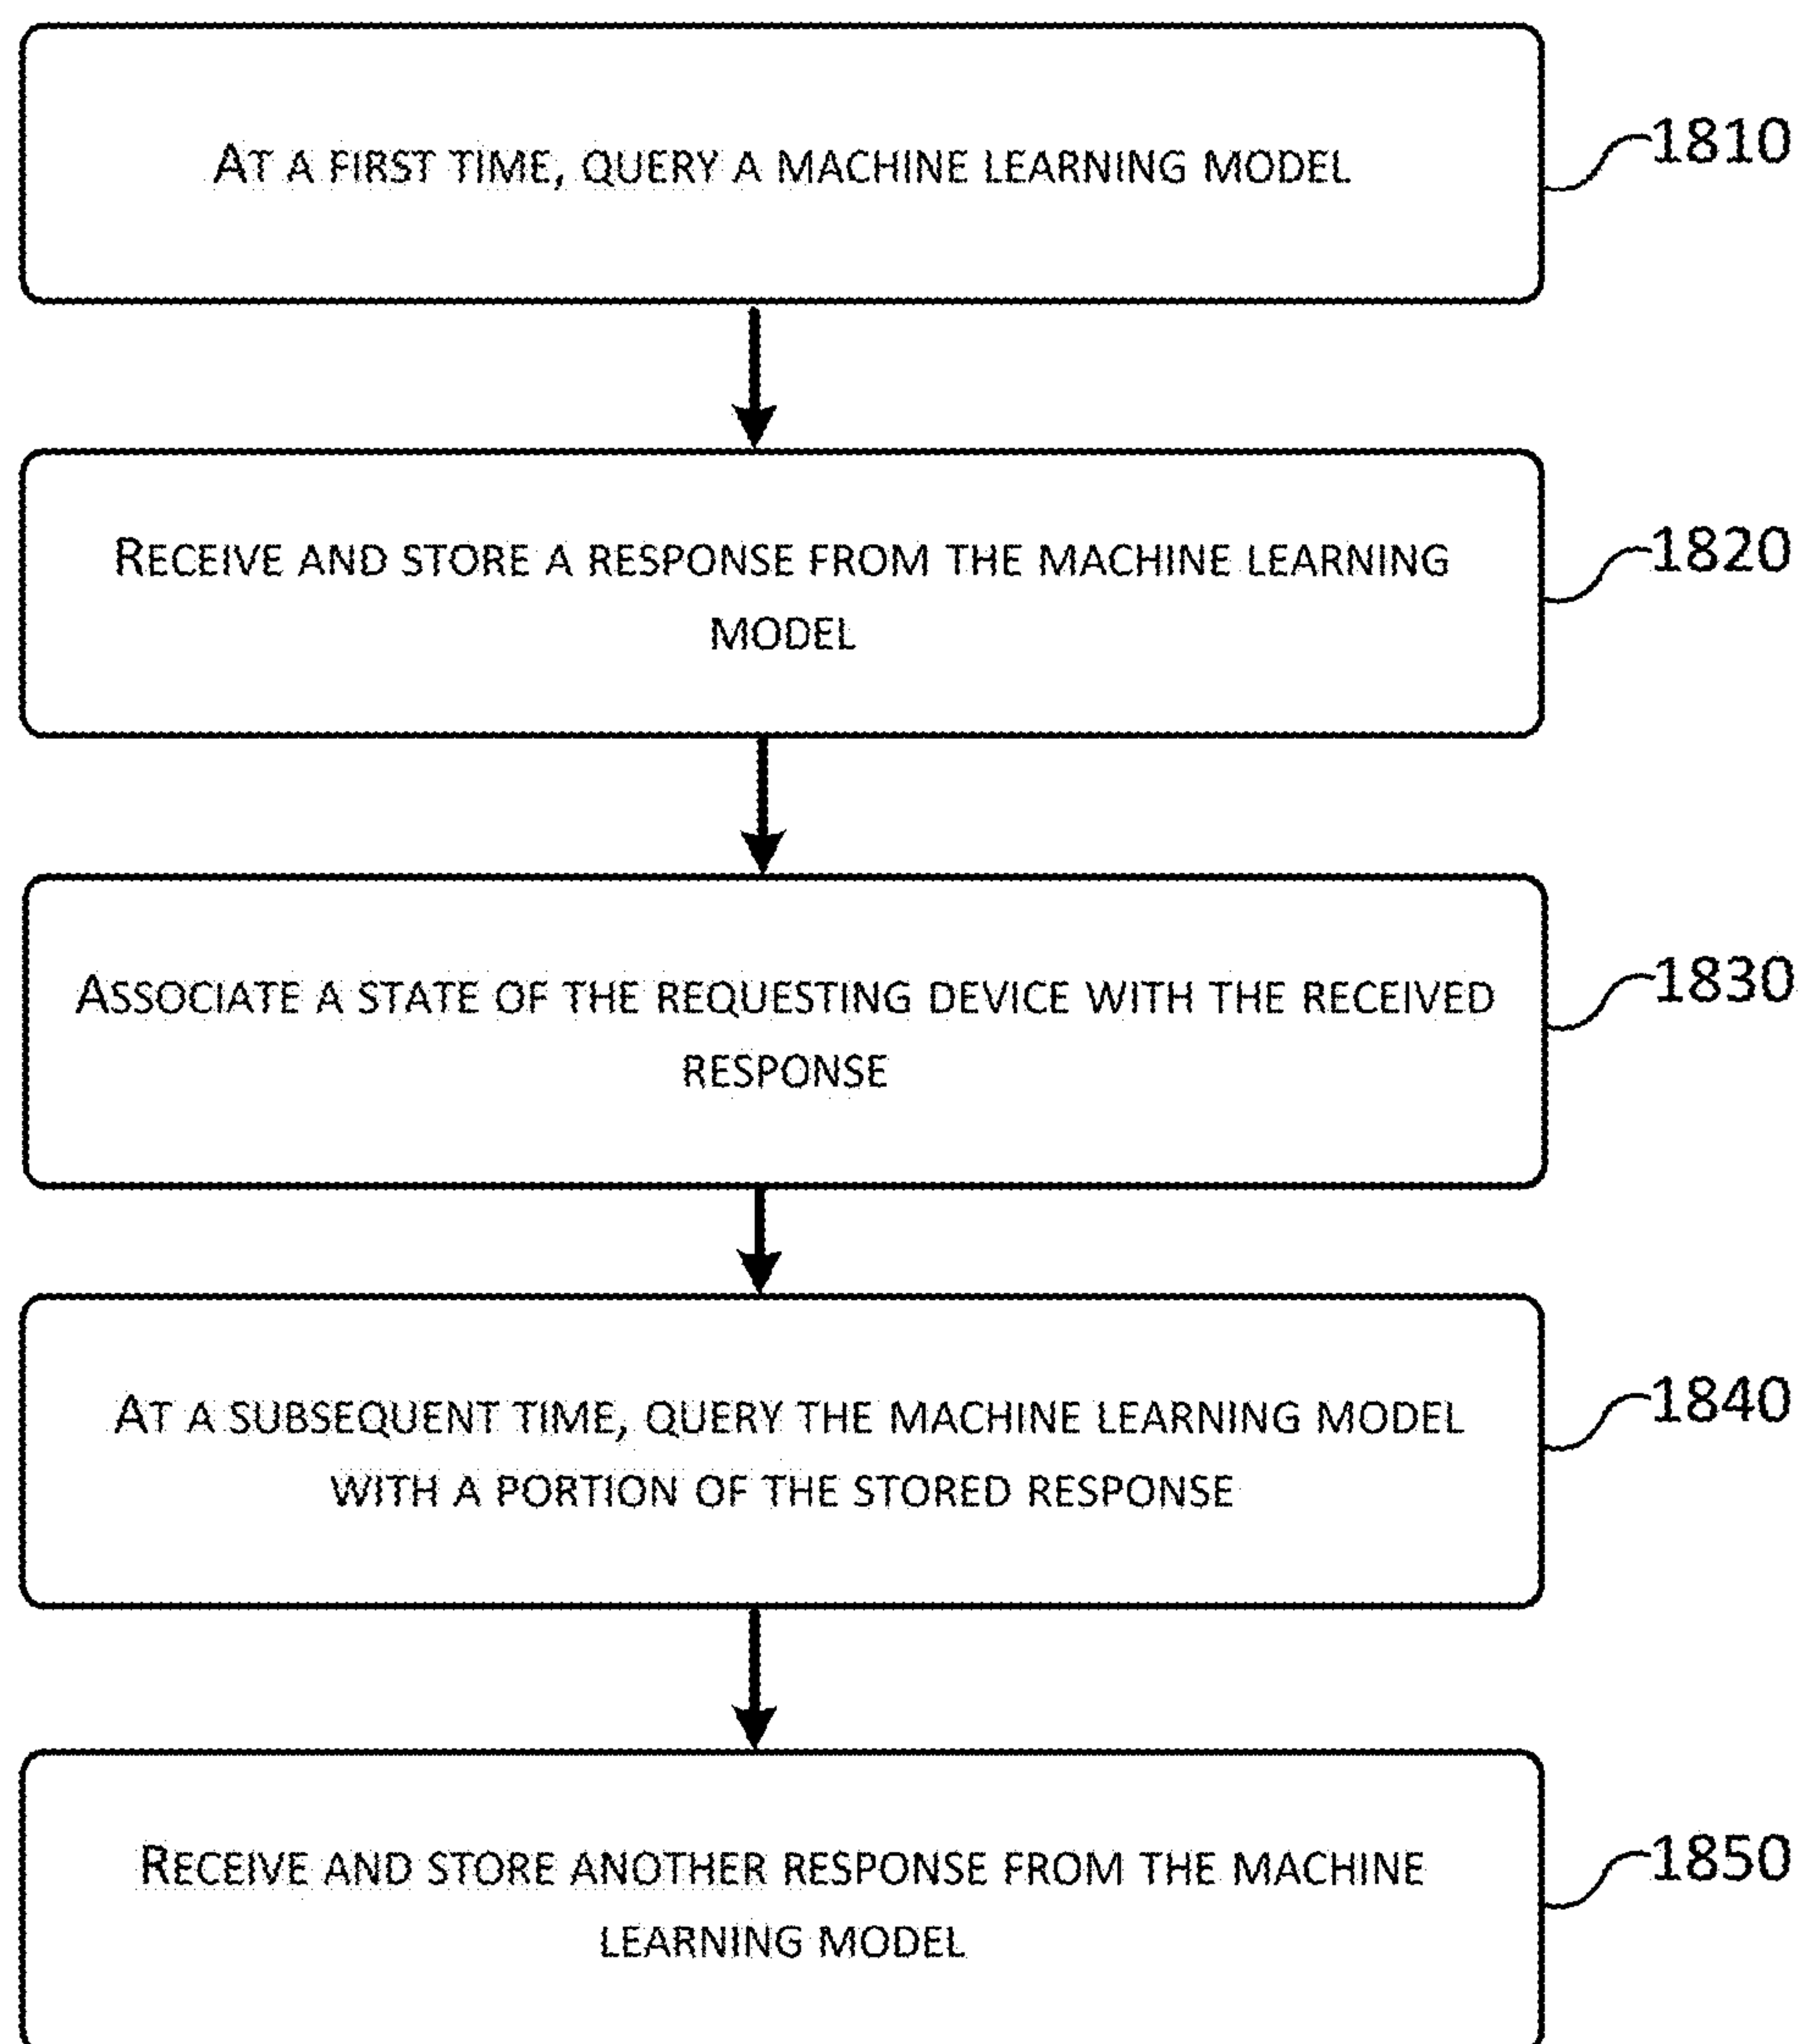 AT A FIRST TIME, QUERY A MACHINE LEARNING MODEL
1810
RECEIVE AND STORE A RESPONSE FROM THE MACHINE LEARNING
MODEL
1820
ASSOCIATE A STATE OF THE REQUESTING DEVICE WITH THE RECEIVED
RESPONSE
1830
AT A SUBSEQUENT TIME, QUERY THE MACHINE LEARNING MODEL
WITH A PORTION OF THE STORED RESPONSE
1840
RECEIVE AND STORE ANOTHER RESPONSE FROM THE MACHINE
LEARNING MODEL
1850